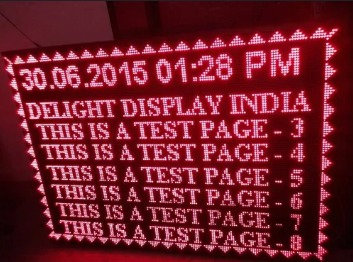 30.06.2015 01:28 PM
DELIGHT DISPLAY INDIA
THIS IS A TEST PAGE - 3
THIS IS A TEST PAGE - 4
THIS IS A TEST PAGE - 5
THIS IS A TEST PAGE - 6
THIS IS A TEST PAGE - 7
THIS IS A TEST PAGE - 8